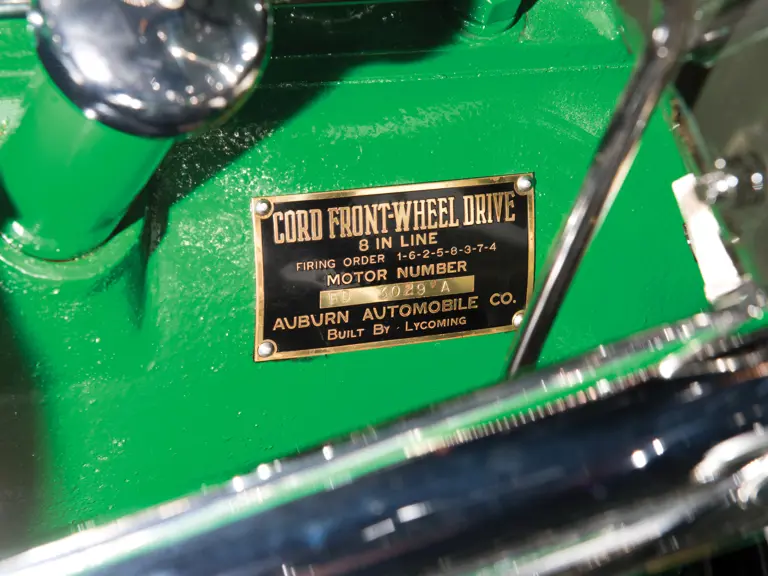 CORD FRONT-WHEEL DRIVE
8 IN LINE
FIRING ORDER 1-6-2-5-8-3-7-4
MOTOR NUMBER
3029 A
AUBURN AUTOMOBILE CO.
BUILT BY · LYCOMING